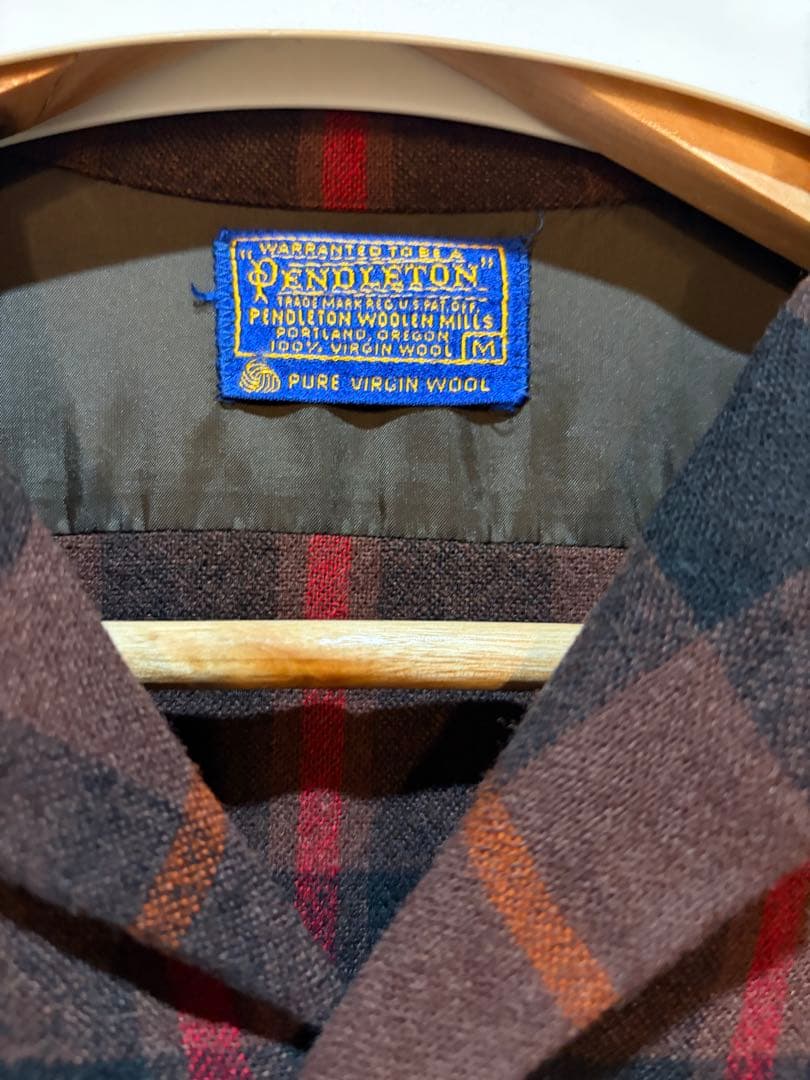 WARRANTED TO BE A
"PENDLETON"
TRADE MARK REG. U.S. PAT. OFF.
PENDLETON WOOLEN MILLS
PORTLAND, OREGON
100% VIRGIN WOOL M
PURE VIRGIN WOOL